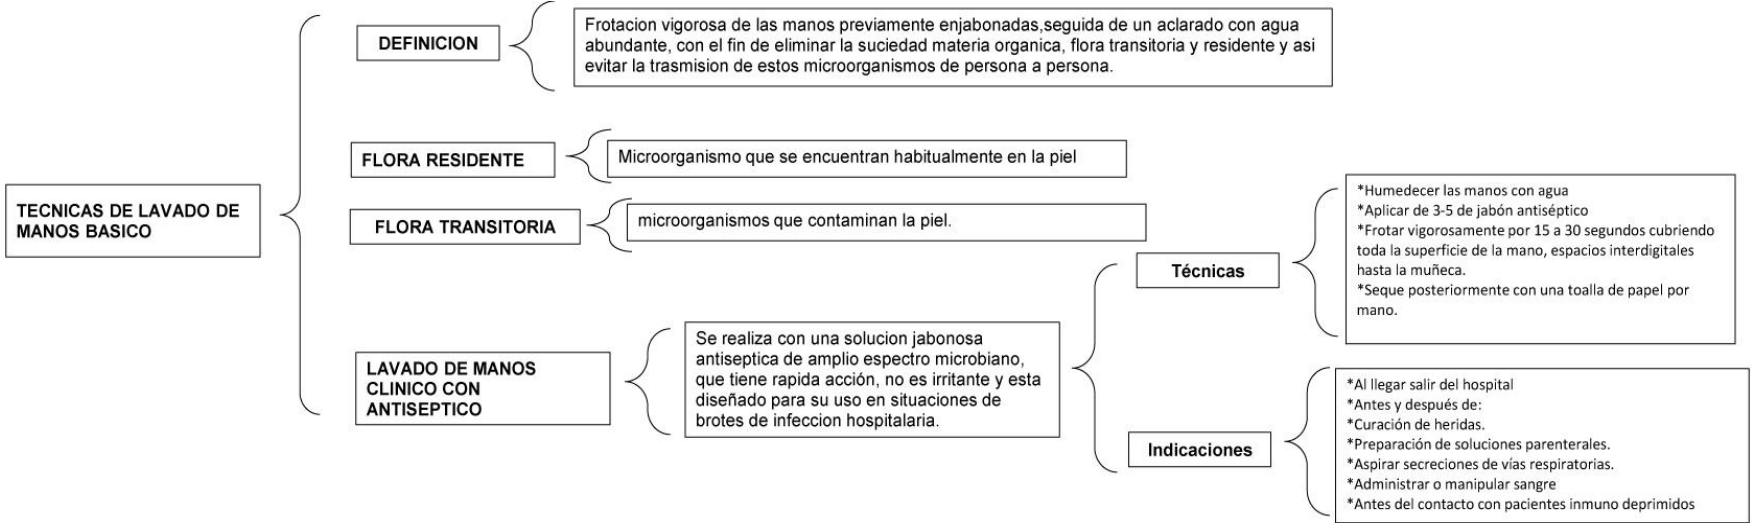 TECNICAS DE LAVADO DE
MANOS BASICO
DEFINICION
Frotacion vigorosa de las manos previamente enjabonadas,seguida de un aclarado con agua
abundante, con el fin de eliminar la suciedad materia organica, flora transitoria y residente y asi
evitar la trasmision de estos microorganismos de persona a persona.
FLORA RESIDENTE
Microorganismo que se encuentran habitualmente en la piel
FLORA TRANSITORIA
microorganismos que contaminan la piel.
LAVADO DE MANOS
CLINICO CON
ANTISEPTICO
Se realiza con una solucion jabonosa
antiseptica de amplio espectro microbiano,
que tiene rapida acción, no es irritante y esta
diseñado para su uso en situaciones de
brotes de infeccion hospitalaria.
Técnicas
*Humedecer las manos con agua
*Aplicar de 3-5 de jabón antiséptico
*Frotar vigorosamente por 15 a 30 segundos cubriendo
toda la superficie de la mano, espacios interdigitales
hasta la muñeca.
*Seque posteriormente con una toalla de papel por
mano.
Indicaciones
*Al llegar salir del hospital
*Antes y después de:
*Curación de heridas.
*Preparación de soluciones parenterales.
*Aspirar secreciones de vías respiratorias.
*Administrar o manipular sangre
*Antes del contacto con pacientes inmuno deprimidos